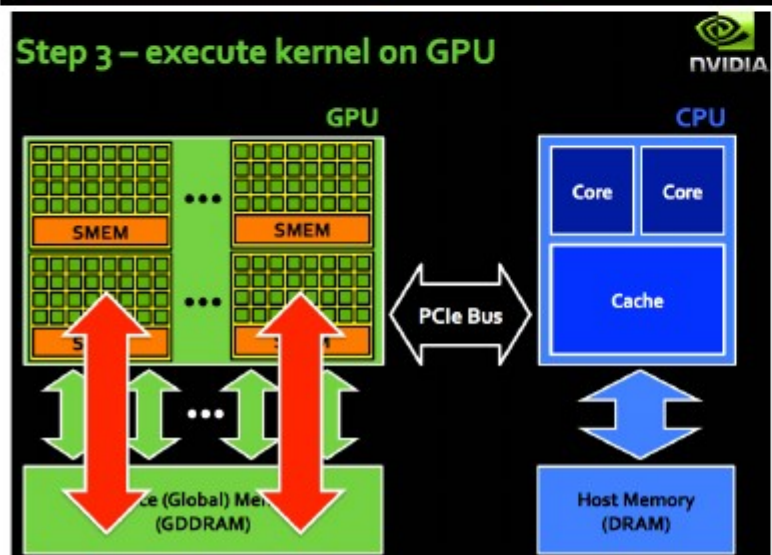 Step 3 – execute kernel on GPU
NVIDIA
GPU
CPU
SMEM
SMEM
Core
Core
Cache
PCIe Bus
(Global)
(GDDRAM)
Host Memory
(DRAM)